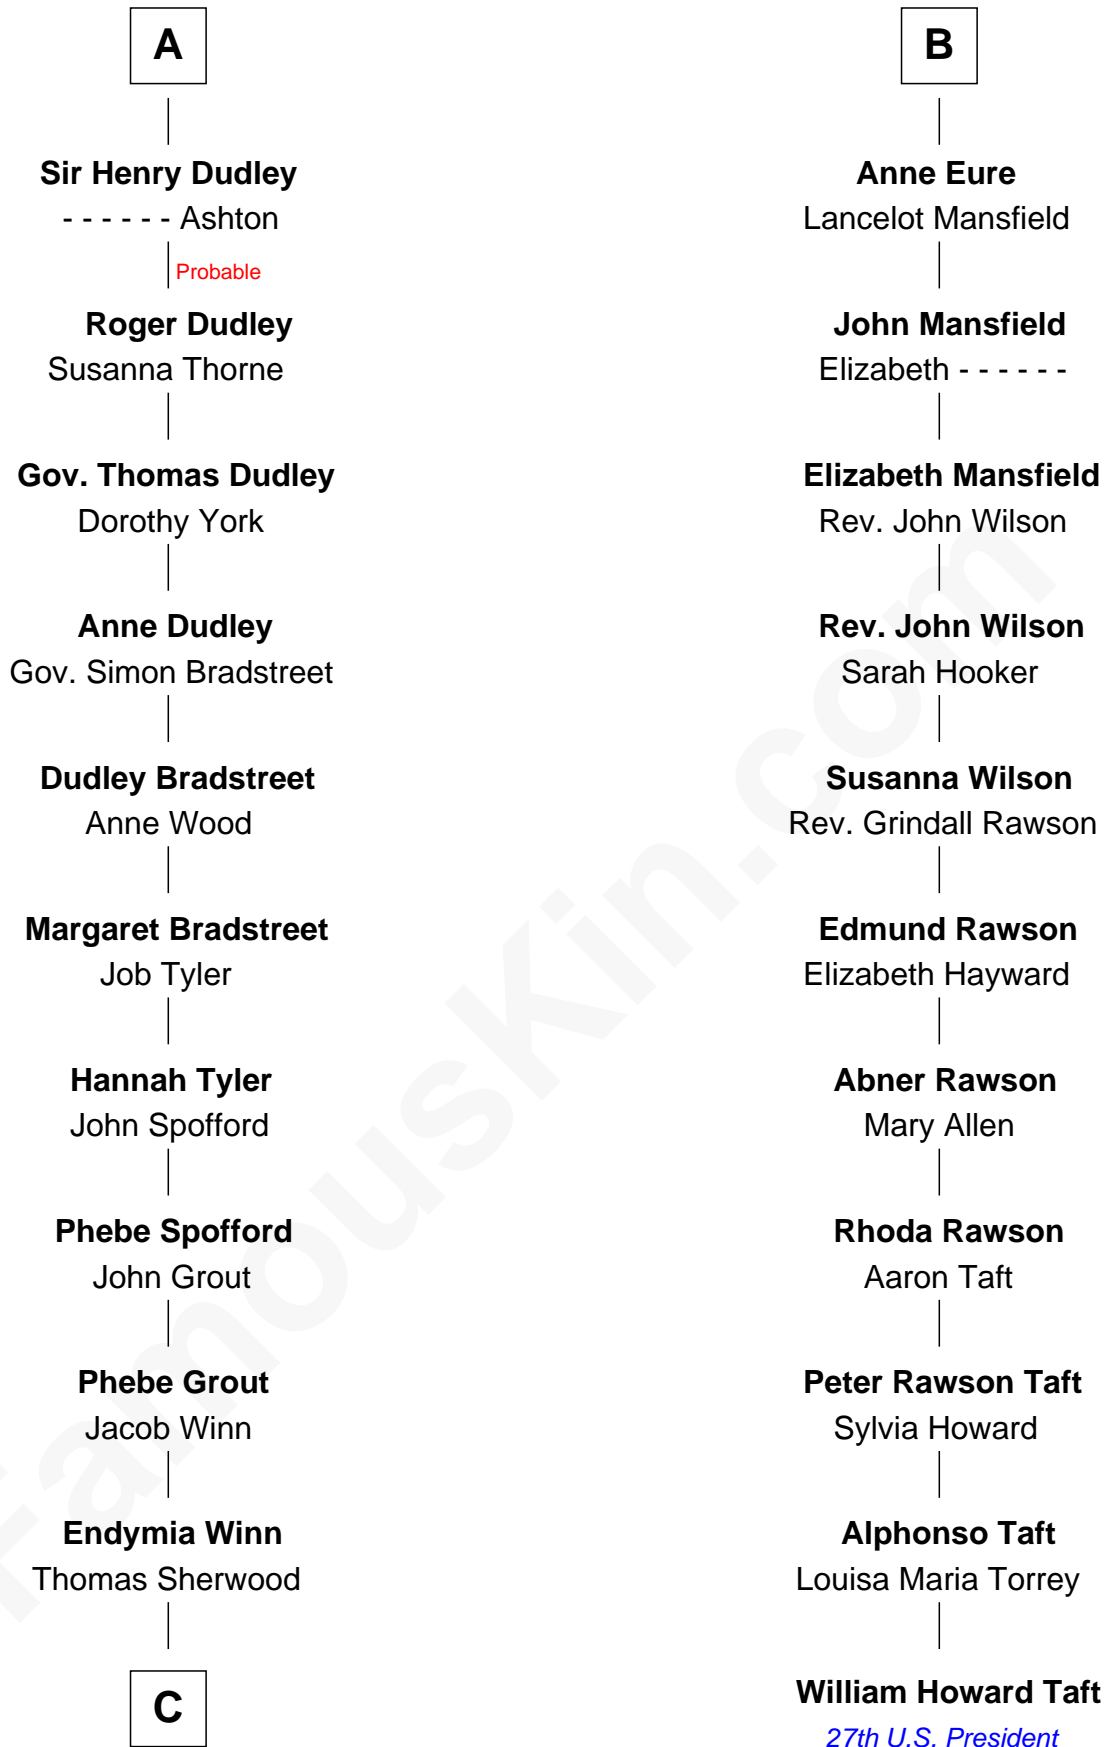 A
Sir Henry Dudley
- - - - - - Ashton
Probable
Roger Dudley
Susanna Thorne
Gov. Thomas Dudley
Dorothy York
Anne Dudley
Gov. Simon Bradstreet
Dudley Bradstreet
Anne Wood
Margaret Bradstreet
Job Tyler
Hannah Tyler
John Spofford
Phebe Spofford
John Grout
Phebe Grout
Jacob Winn
Endymia Winn
Thomas Sherwood
C
B
Anne Eure
Lancelot Mansfield
John Mansfield
Elizabeth - - - - - -
Elizabeth Mansfield
Rev. John Wilson
Rev. John Wilson
Sarah Hooker
Susanna Wilson
Rev. Grindall Rawson
Edmund Rawson
Elizabeth Hayward
Abner Rawson
Mary Allen
Rhoda Rawson
Aaron Taft
Peter Rawson Taft
Sylvia Howard
Alphonso Taft
Louisa Maria Torrey
William Howard Taft
27th U.S. President
FamousKin.com